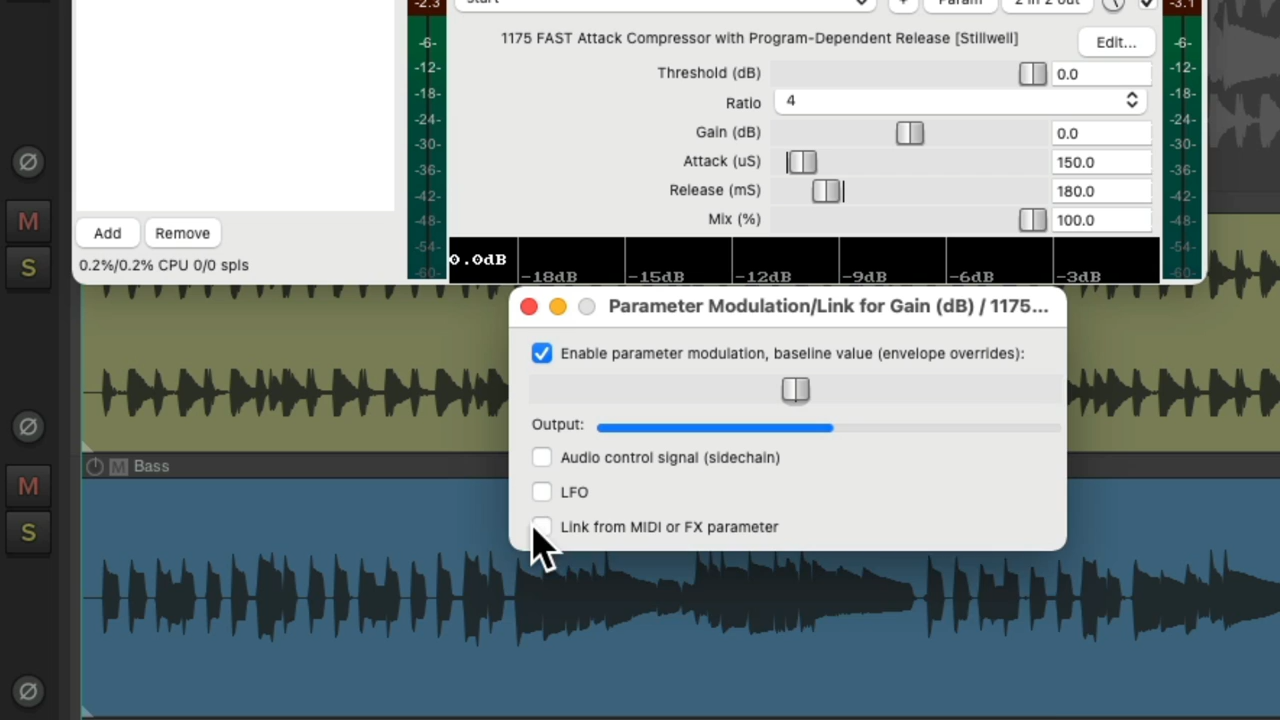 -2.3
start
+
Param
2 in 2 out
-3.1
1175 FAST Attack Compressor with Program-Dependent Release [Stillwell]
Edit...
-6-
-12-
-18-
-24-
-30-
-36-
-42-
-48-
-54-
-60-
Threshold (dB)
0.0
Ratio
4
Gain (dB)
0.0
Attack (uS)
150.0
Release (mS)
180.0
Mix (%)
100.0
-6-
-12-
-18-
-24-
-30-
-36-
-42-
-48-
-54-
-60-
0.0dB
-18dB
-15dB
-12dB
-9dB
-6dB
-3dB
Add
Remove
0.2%/0.2% CPU 0/0 spls
M
S
Parameter Modulation/Link for Gain (dB) / 1175...
Enable parameter modulation, baseline value (envelope overrides):
Output:
Audio control signal (sidechain)
LFO
Link from MIDI or FX parameter
M Bass
M
S